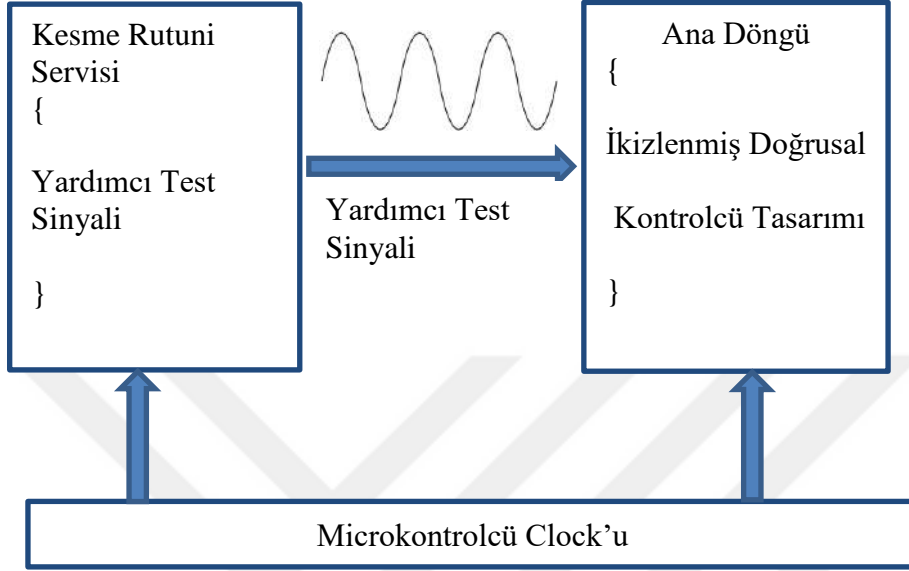 Kesme Rutuni
Servisi
{
Yardımcı Test
Sinyali
}
Yardımcı Test
Sinyali
Ana Döngü
{
İkizlenmiş Doğrusal
Kontrolcü Tasarımı
}
Microkontrolcü Clock’u